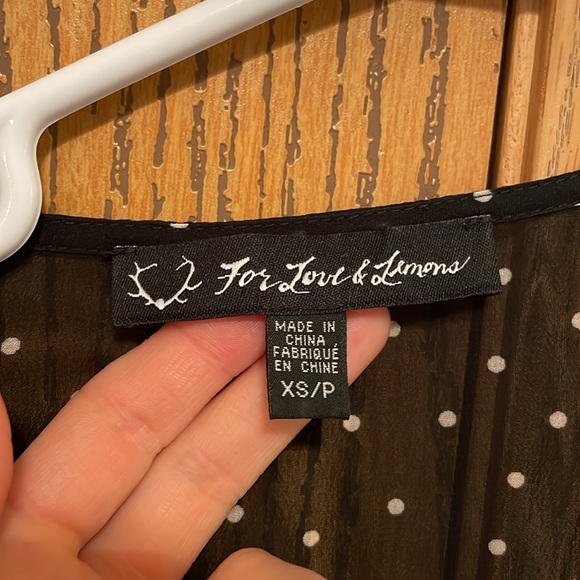 For Love & Lemons
MADE IN
CHINA
FABRIQUÉ
EN CHINE
XS/P